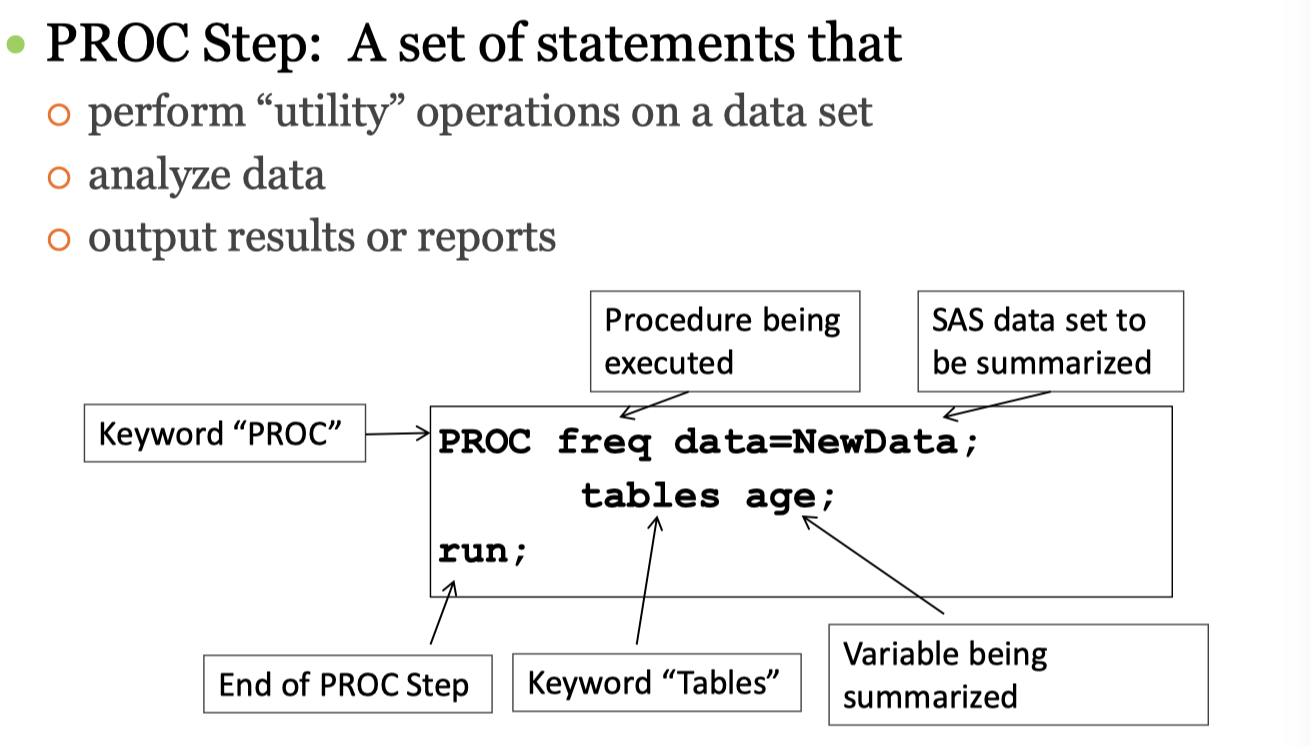 • PROC Step: A set of statements that
○ perform “utility” operations on a data set
○ analyze data
○ output results or reports
Procedure being
executed
SAS data set to
be summarized
Keyword “PROC”
PROC freq data=NewData;
tables age;
run;
End of PROC Step
Keyword “Tables”
Variable being
summarized